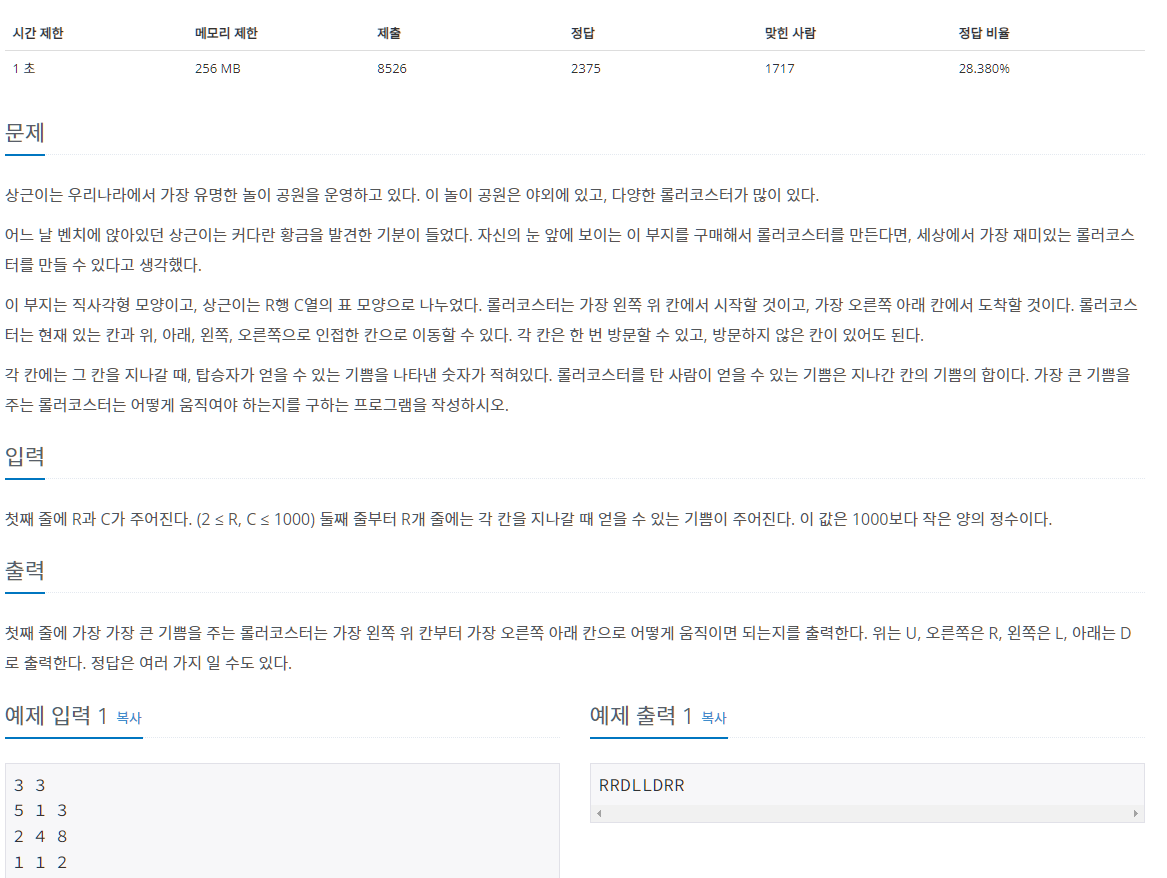 시간 제한 메모리 제한 제출 정답 맞힌 사람 정답 비율
1 초 256 MB 8526 2375 1717 28.380%
문제
상근이는 우리나라에서 가장 유명한 놀이 공원을 운영하고 있다. 이 놀이 공원은 야외에 있고, 다양한 롤러코스터가 많이 있다.
어느 날 벤치에 앉아있던 상근이는 커다란 황금을 발견한 기분이 들었다. 자신의 눈 앞에 보이는 이 부지를 구매해서 롤러코스터를 만든다면, 세상에서 가장 재미있는 롤러코스
터를 만들 수 있다고 생각했다.
이 부지는 직사각형 모양이고, 상근이는 R행 C열의 표 모양으로 나누었다. 롤러코스터는 가장 왼쪽 위 칸에서 시작할 것이고, 가장 오른쪽 아래 칸에서 도착할 것이다. 롤러코스
터는 현재 있는 칸과 위, 아래, 왼쪽, 오른쪽으로 인접한 칸으로 이동할 수 있다. 각 칸은 한 번 방문할 수 있고, 방문하지 않은 칸이 있어도 된다.
각 칸에는 그 칸을 지나갈 때, 탑승자가 얻을 수 있는 기쁨을 나타낸 숫자가 적혀있다. 롤러코스터를 탄 사람이 얻을 수 있는 기쁨은 지나간 칸의 기쁨의 합이다. 가장 큰 기쁨을
주는 롤러코스터는 어떻게 움직여야 하는지를 구하는 프로그램을 작성하시오.
입력
첫째 줄에 R과 C가 주어진다. (2 ≤ R, C ≤ 1000) 둘째 줄부터 R개 줄에는 각 칸을 지나갈 때 얻을 수 있는 기쁨이 주어진다. 이 값은 1000보다 작은 양의 정수이다.
출력
첫째 줄에 가장 가장 큰 기쁨을 주는 롤러코스터는 가장 왼쪽 위 칸부터 가장 오른쪽 아래 칸으로 어떻게 움직이면 되는지를 출력한다. 위는 U, 오른쪽은 R, 왼쪽은 L, 아래는 D
로 출력한다. 정답은 여러 가지 일 수도 있다.
예제 입력 1 복사
3 3
5 1 3
2 4 8
1 1 2
예제 출력 1 복사
RRDLLDRR